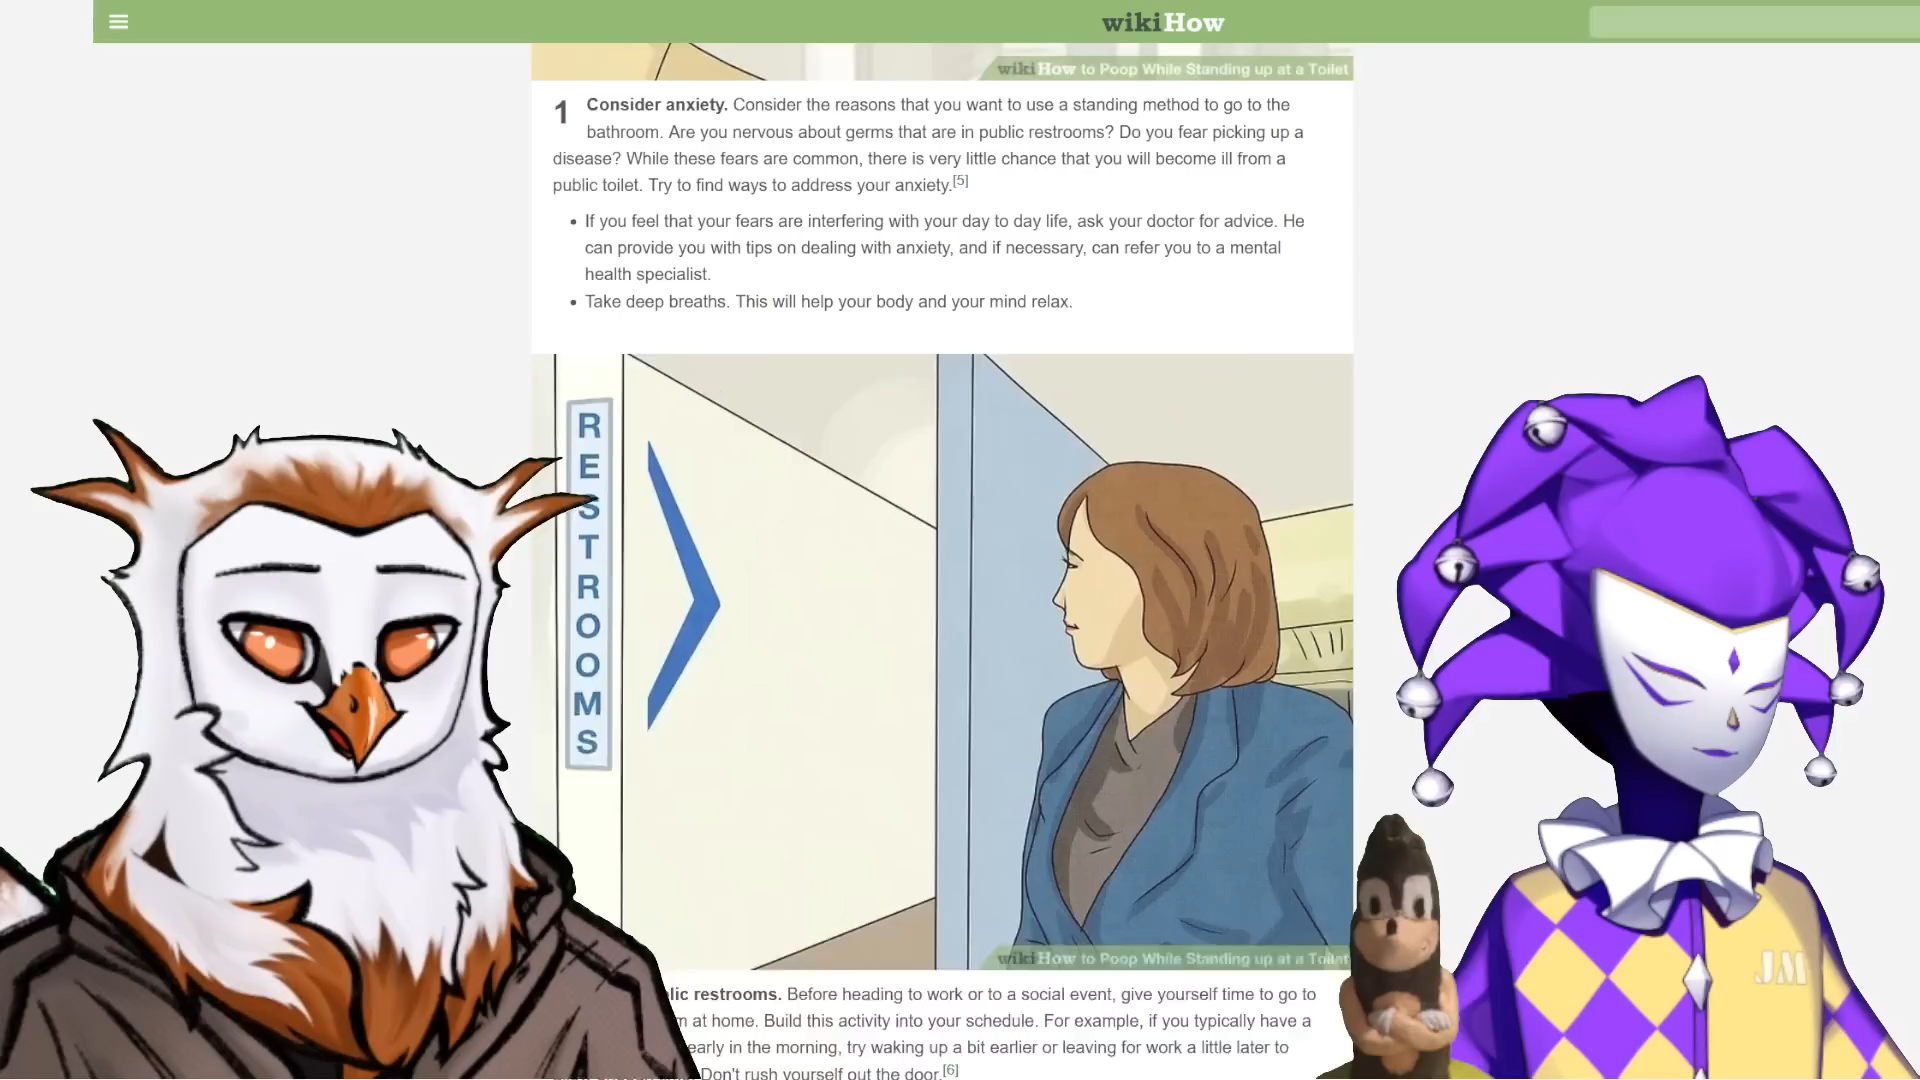 wikiHow
wikiHow to Poop While Standing up at a Toilet
1 Consider anxiety. Consider the reasons that you want to use a standing method to go to the
bathroom. Are you nervous about germs that are in public restrooms? Do you fear picking up a
disease? While these fears are common, there is very little chance that you will become ill from a
public toilet. Try to find ways to address your anxiety.[5]
• If you feel that your fears are interfering with your day to day life, ask your doctor for advice. He
can provide you with tips on dealing with anxiety, and if necessary, can refer you to a mental
health specialist.
• Take deep breaths. This will help your body and your mind relax.
RESTROOMS
wikiHow to Poop While Standing up at a Toilet
JM
restrooms. Before heading to work or to a social event, give yourself time to go to
at home. Build this activity into your schedule. For example, if you typically have a
early in the morning, try waking up a bit earlier or leaving for work a little later to
Don't rush yourself out the door.[6]